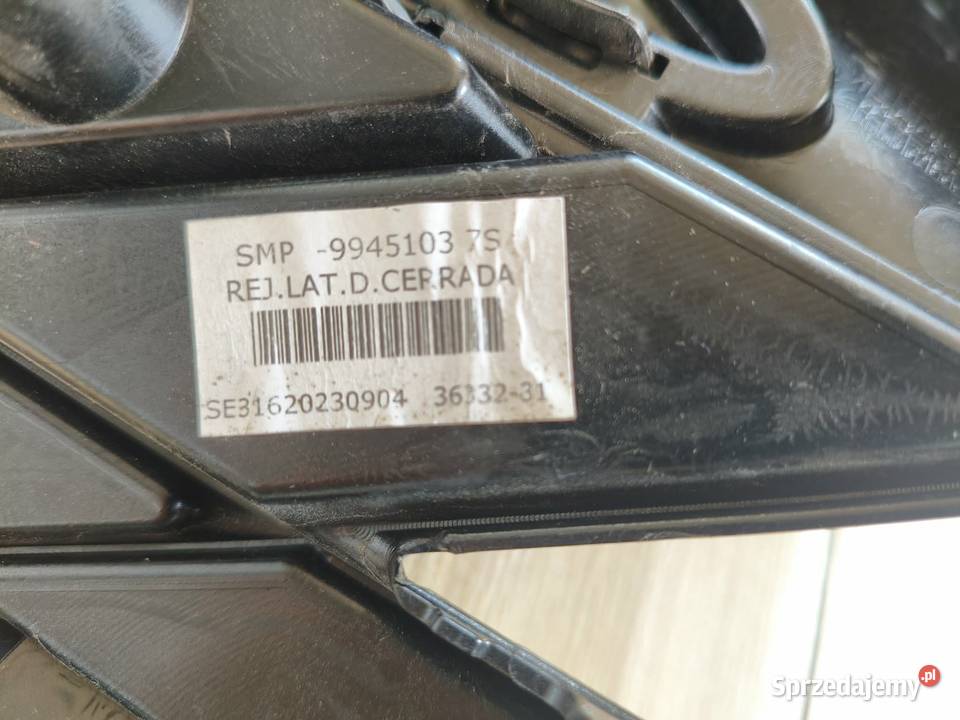 SMP -9945103 7S
REJ.LAT.D.CERRADA
SE31620230904 36332-31
Sprzedajemy.pl